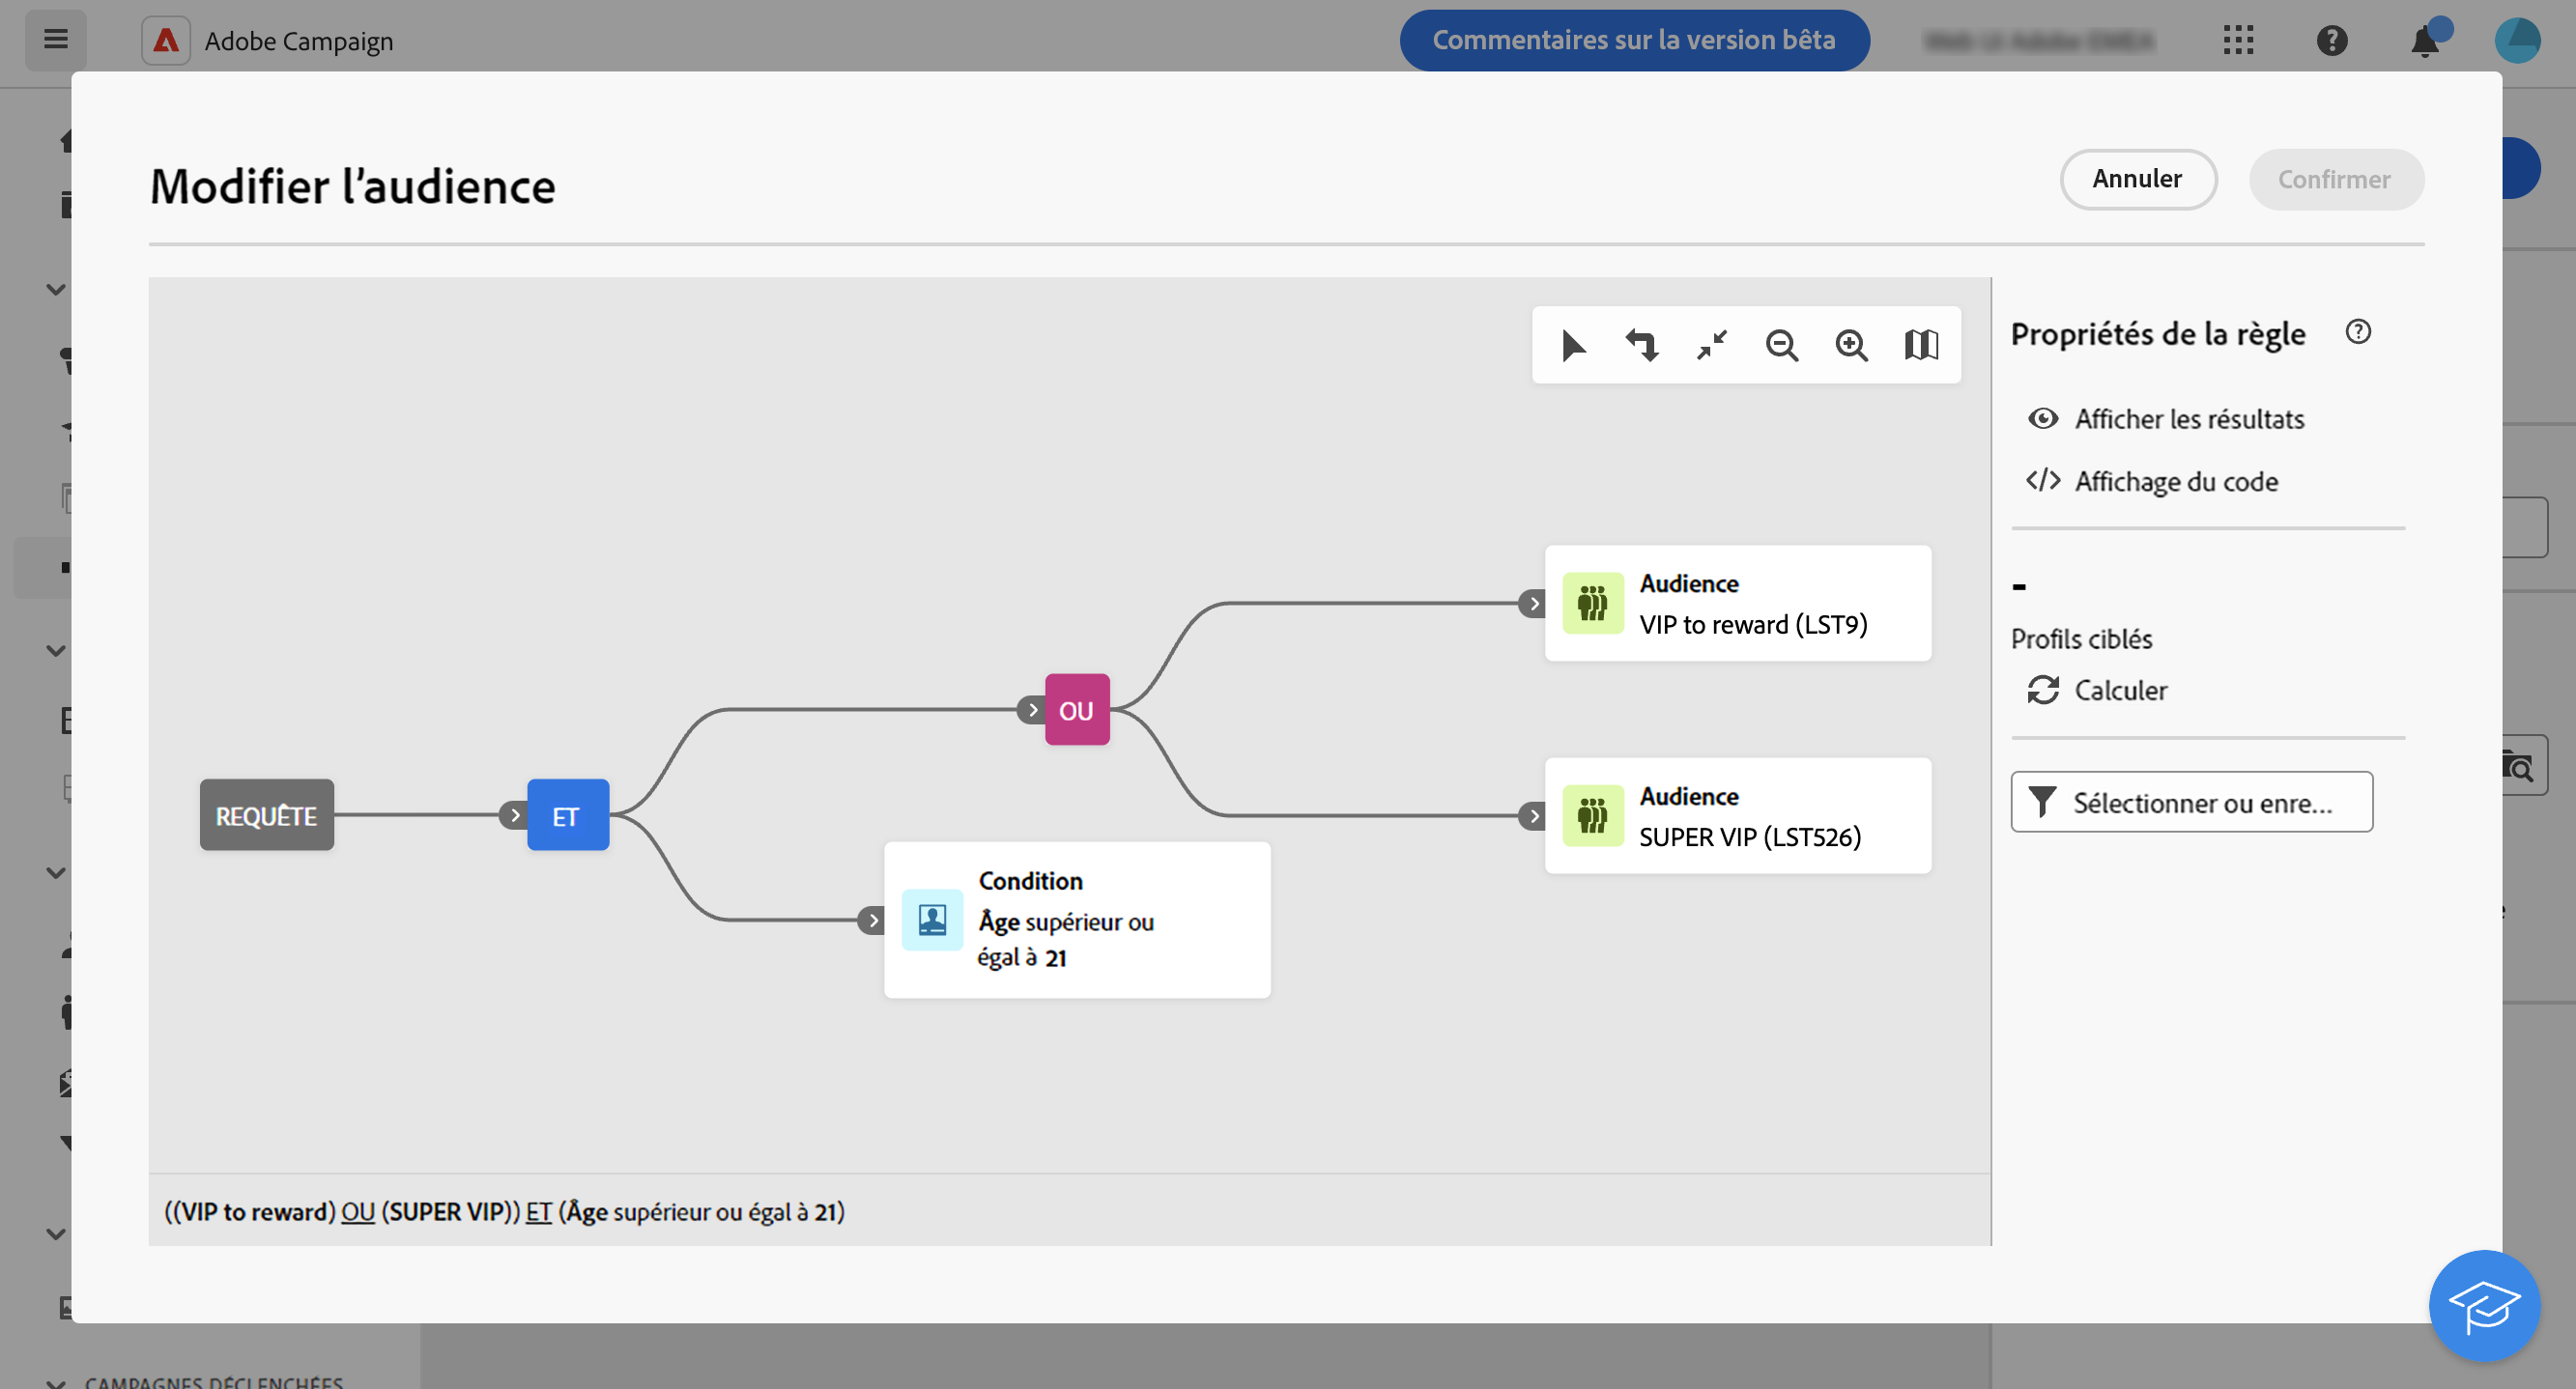 Adobe Campaign
Commentaires sur la version bêta
Modifier l’audience
Annuler
Confirmer
Propriétés de la règle
Afficher les résultats
Affichage du code
-
Profils ciblés
Calculer
Sélectionner ou enre...
Audience
VIP to reward (LST9)
OU
Audience
SUPER VIP (LST526)
REQUÊTE
ET
Condition
Âge supérieur ou
égal à 21
((VIP to reward) OU (SUPER VIP)) ET (Âge supérieur ou égal à 21)
CAMPAGNES DÉCLENCHÉES